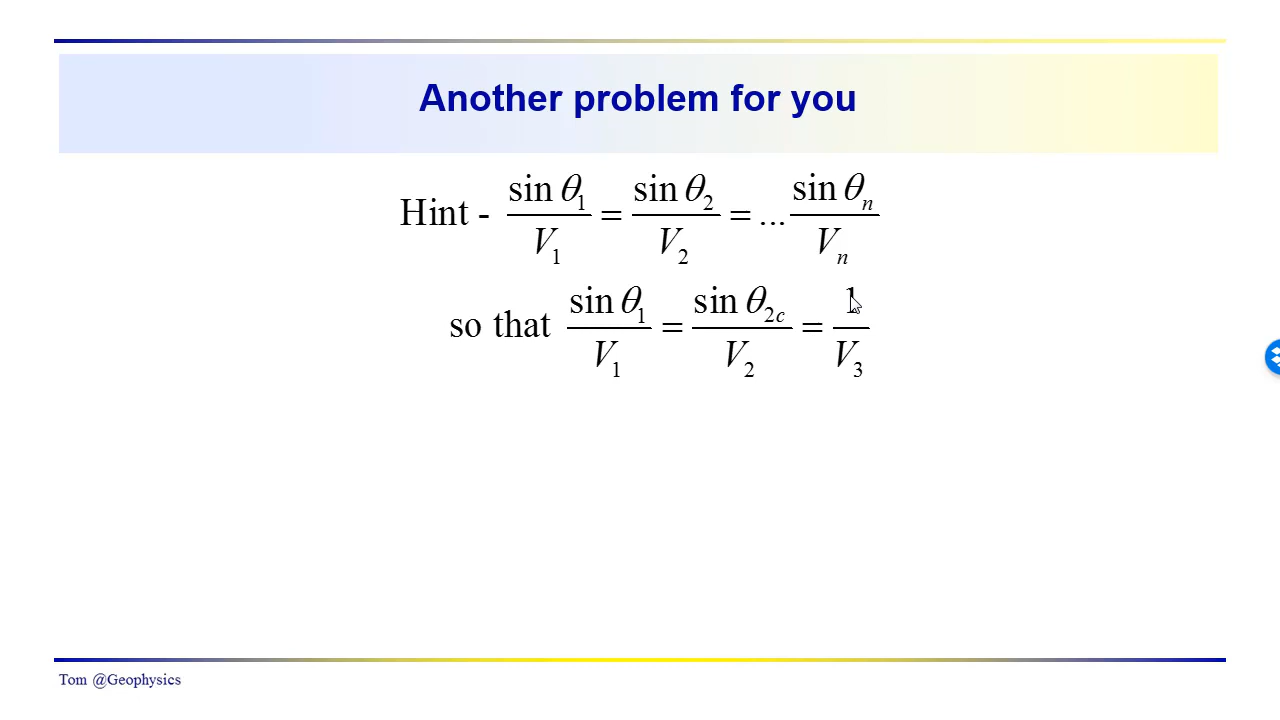 Another problem for you
Hint - sin θ₁/V₁ = sin θ₂/V₂ = ... sin θₙ/Vₙ
so that sin θ₁/V₁ = sin θ₂c/V₂ = 1/V₃
Tom @Geophysics